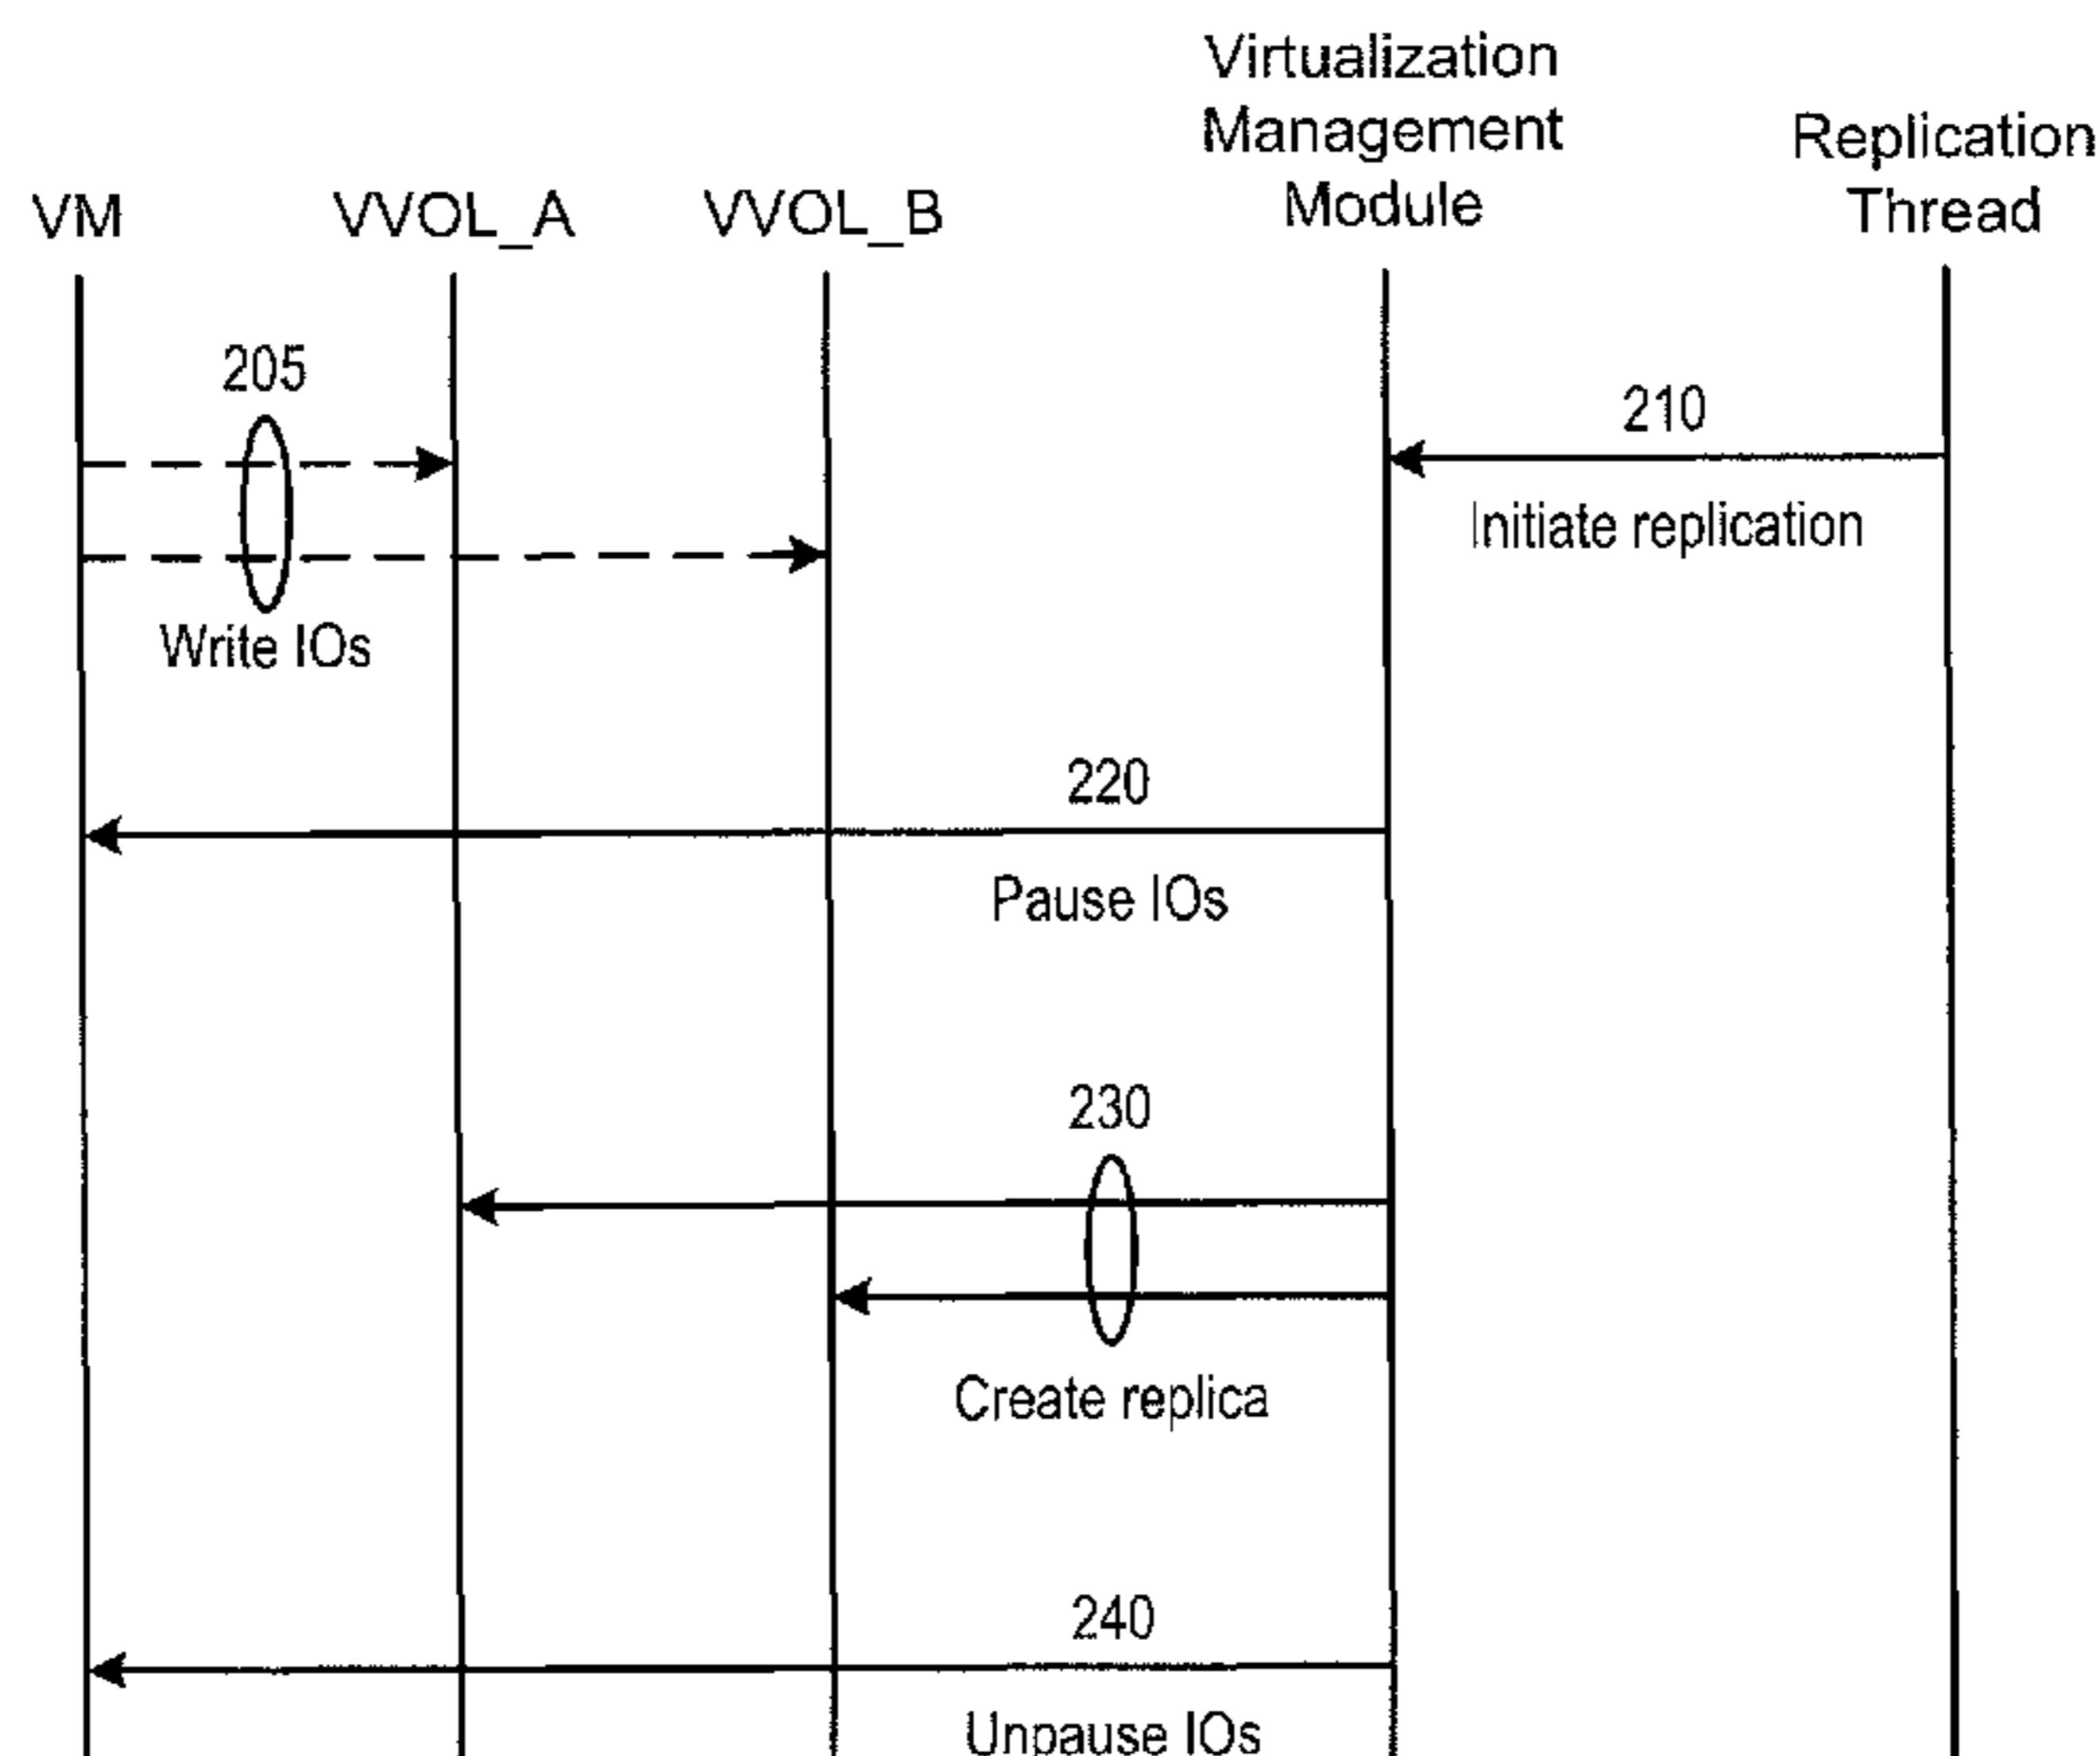 Virtualization
Management
Module
Replication
Thread
VM
VVOL_A
VVOL_B
205
Write IOs
210
Initiate replication
220
Pause IOs
230
Create replica
240
Unpause IOs